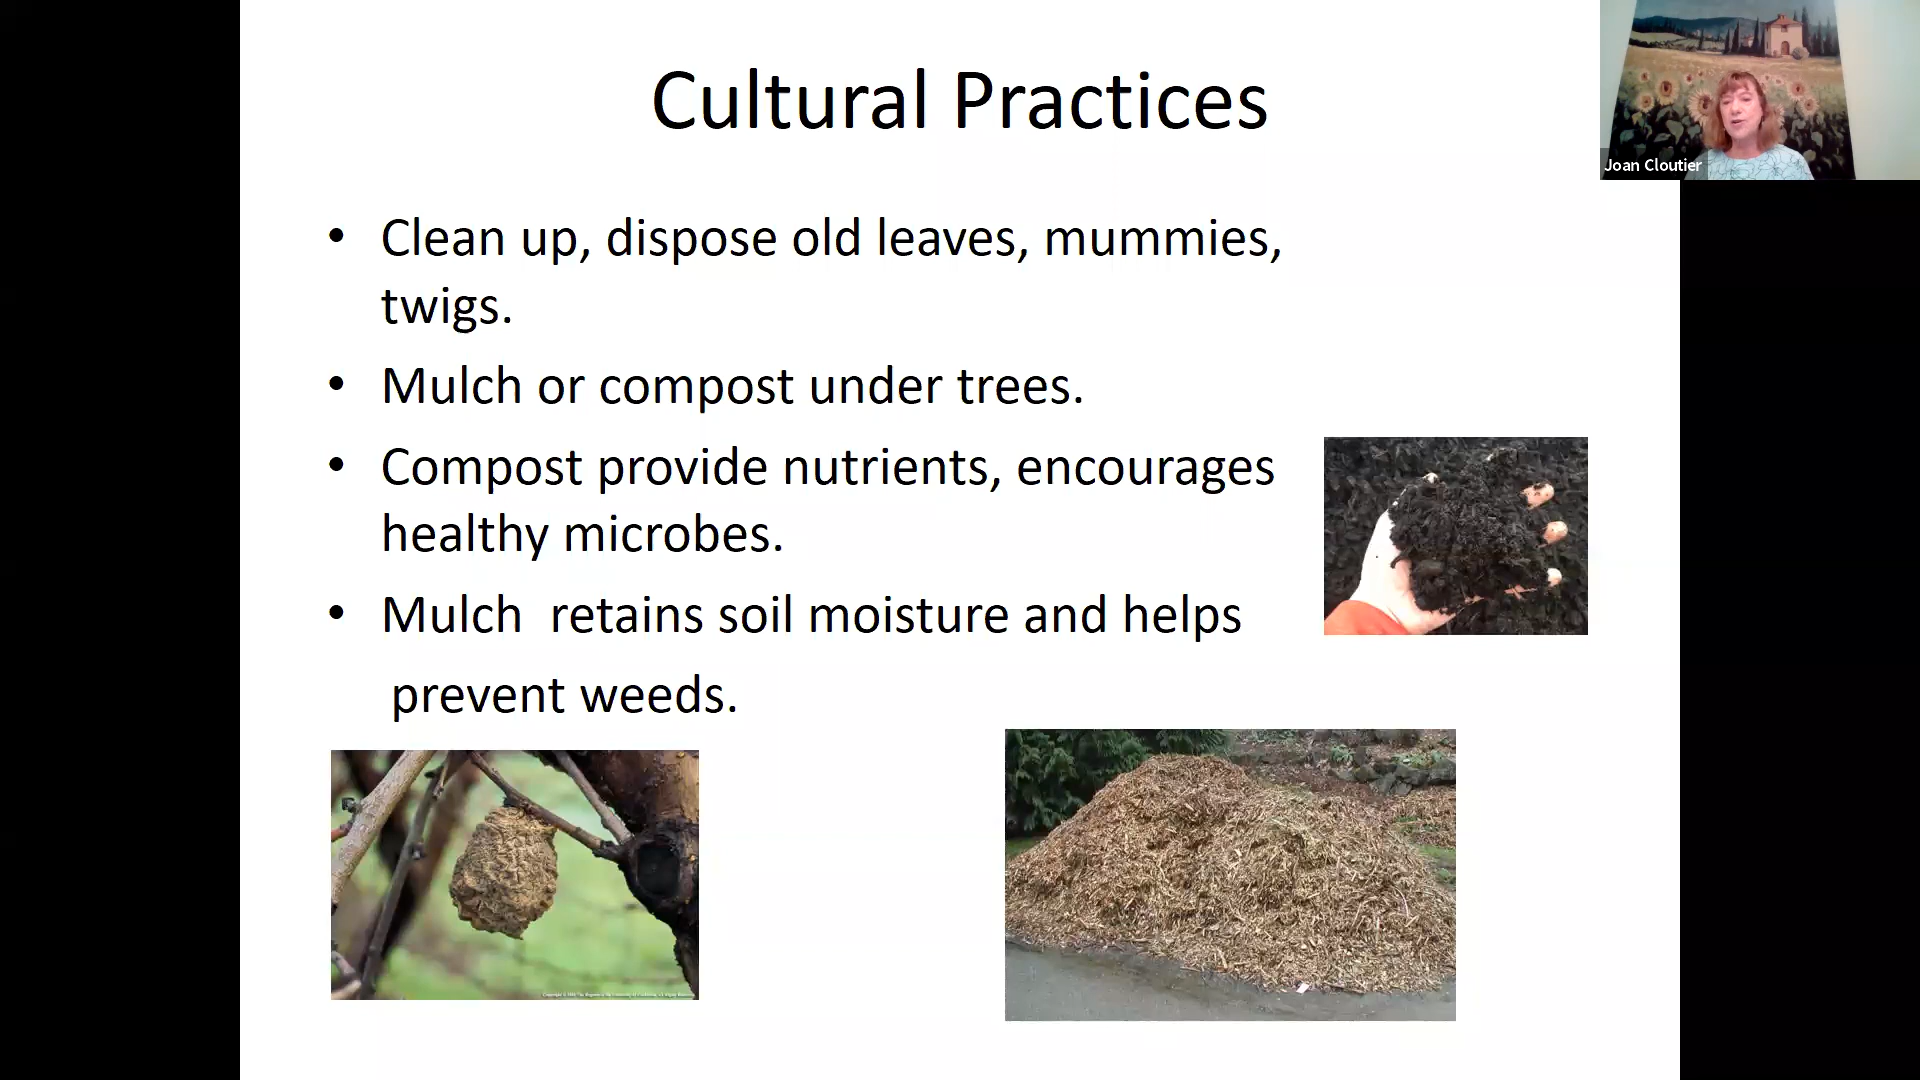 Cultural Practices
Joan Cloutier
• Clean up, dispose old leaves, mummies,
twigs.
• Mulch or compost under trees.
• Compost provide nutrients, encourages
healthy microbes.
• Mulch  retains soil moisture and helps
prevent weeds.